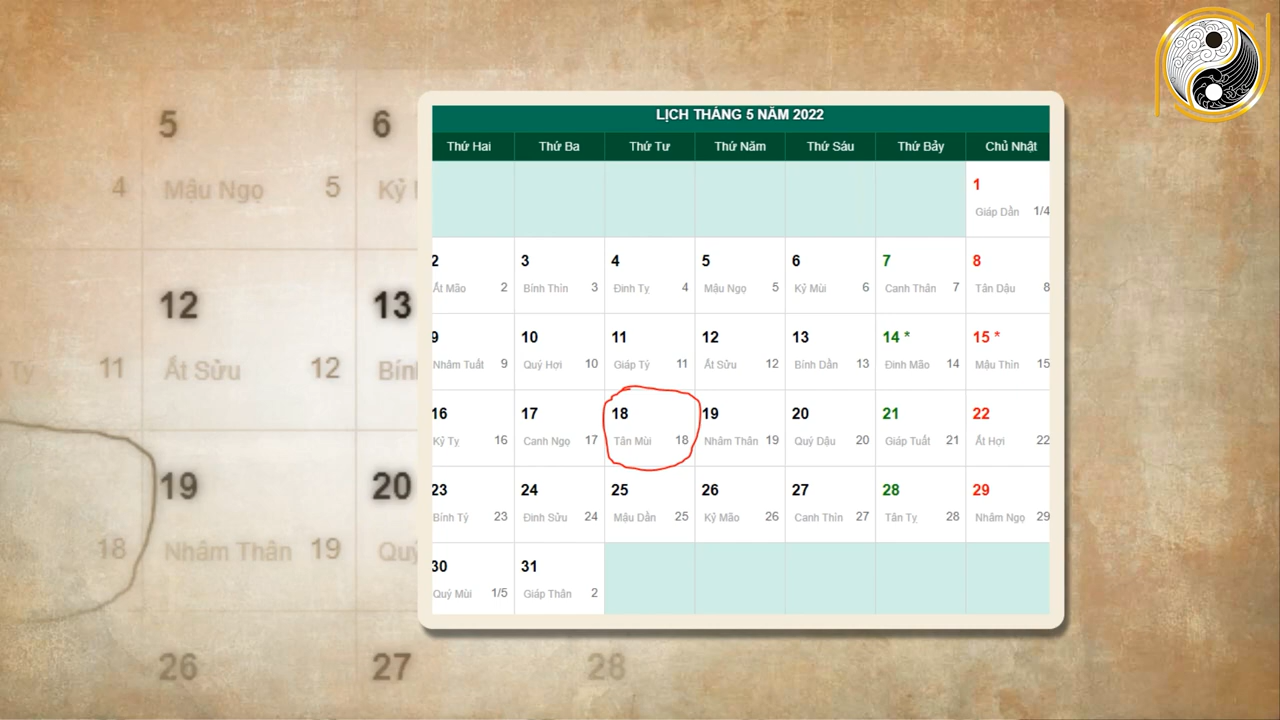 LỊCH THÁNG 5 NĂM 2022
Thứ Hai Thứ Ba Thứ Tư Thứ Năm Thứ Sáu Thứ Bảy Chủ Nhật
1
Giáp Dần 1/4
2 3 4 5 6 7 8
Ất Mão 2 Bính Thìn 3 Đinh Tỵ 4 Mậu Ngọ 5 Kỷ Mùi 6 Canh Thân 7 Tân Dậu 8
9 10 11 12 13 14 * 15 *
Nhâm Tuất 9 Quý Hợi 10 Giáp Tý 11 Ất Sửu 12 Bính Dần 13 Đinh Mão 14 Mậu Thìn 15
16 17 18 19 20 21 22
Kỷ Tỵ 16 Canh Ngọ 17 Tân Mùi 18 Nhâm Thân 19 Quý Dậu 20 Giáp Tuất 21 Ất Hợi 22
23 24 25 26 27 28 29
Bính Tý 23 Đinh Sửu 24 Mậu Dần 25 Kỷ Mão 26 Canh Thìn 27 Tân Tỵ 28 Nhâm Ngọ 29
30 31
Quý Mùi 1/5 Giáp Thân 2
5 6
4 Mậu Ngọ 5 Kỷ
12 13
Tý 11 Ất Sửu 12 Bín
19 20
18 Nhâm Thân 19 Quý
26 27 28